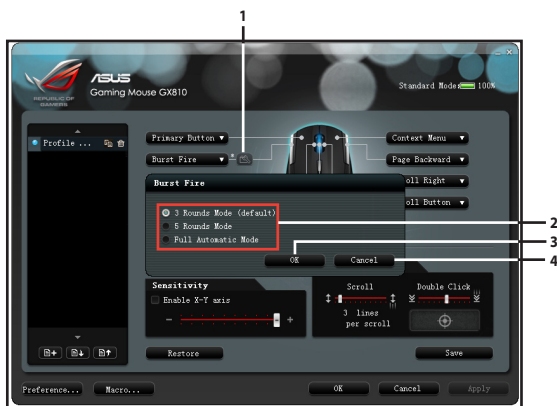 1
ASUS
Gaming Mouse GX810
REPUBLIC OF
GAMERS
Standard Mode 100%
Profile ...
Primary Button
Context Menu
Burst Fire
Page Backward
Burst Fire
oll Right
oll Button
3 Rounds Mode (default)
5 Rounds Mode
Full Automatic Mode
2
3
OK
Cancel
4
Sensitivity
Enable X-Y axis
- +
Scroll
Double Click
3 lines
per scroll
Restore
Save
Preference...
Macro...
OK
Cancel
Apply